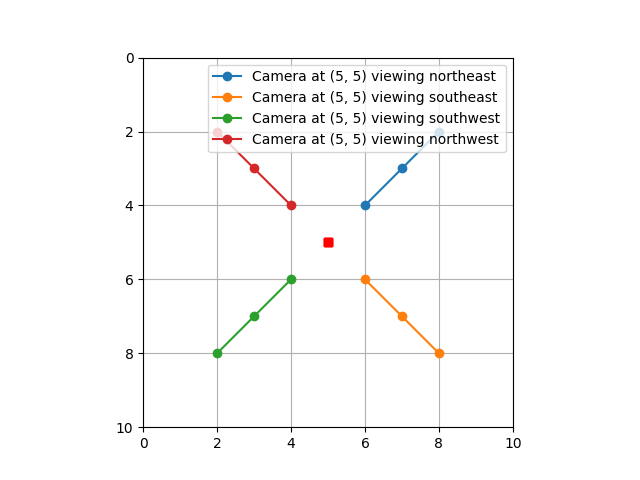 0
Camera at (5, 5) viewing northeast
Camera at (5, 5) viewing southeast
Camera at (5, 5) viewing southwest
Camera at (5, 5) viewing northwest
2
4
6
8
10
0 2 4 6 8 10